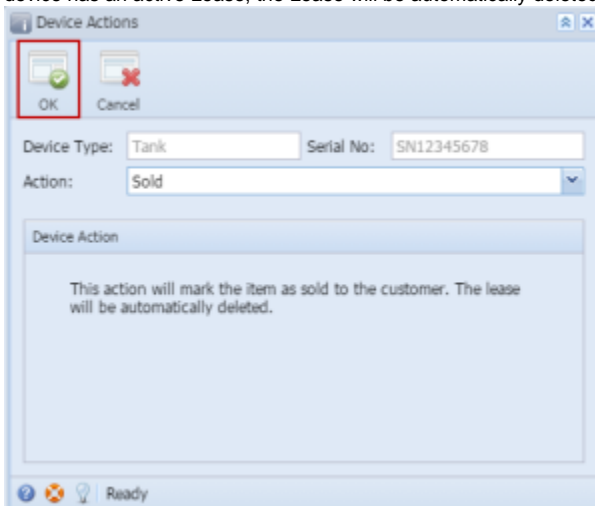 device has an active Lease, the Lease will be automatically deleted
Device Actions
OK Cancel
Device Type: Tank Serial No: SN12345678
Action: Sold
Device Action
This action will mark the item as sold to the customer. The lease
will be automatically deleted.
Ready